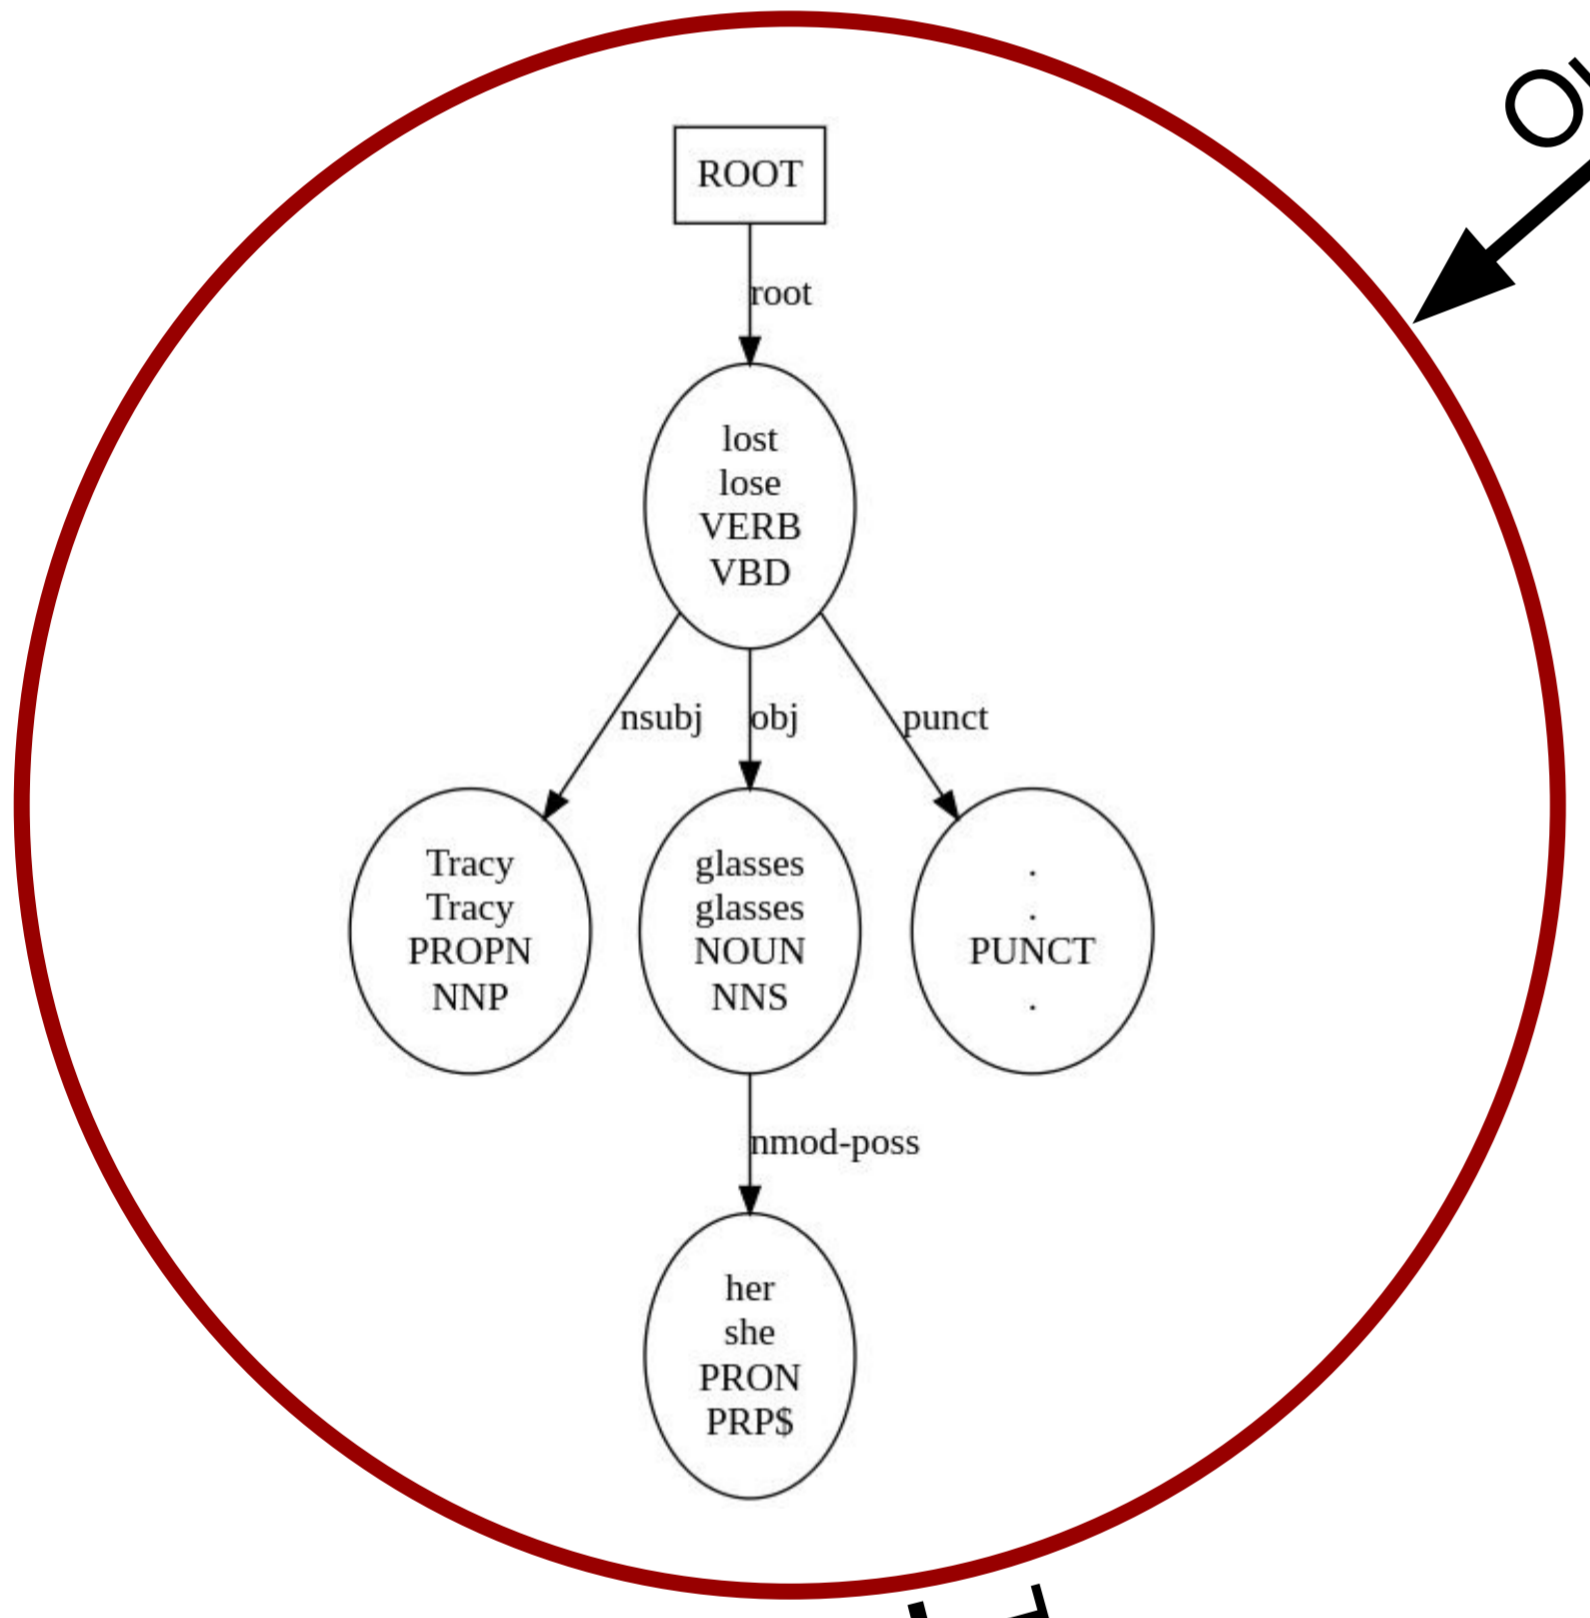 ROOT
root
lost
lose
VERB
VBD
nsubj
obj
punct
Tracy
Tracy
PROPN
NNP
glasses
glasses
NOUN
NNS
.
.
PUNCT
.
nmod-poss
her
she
PRON
PRP$